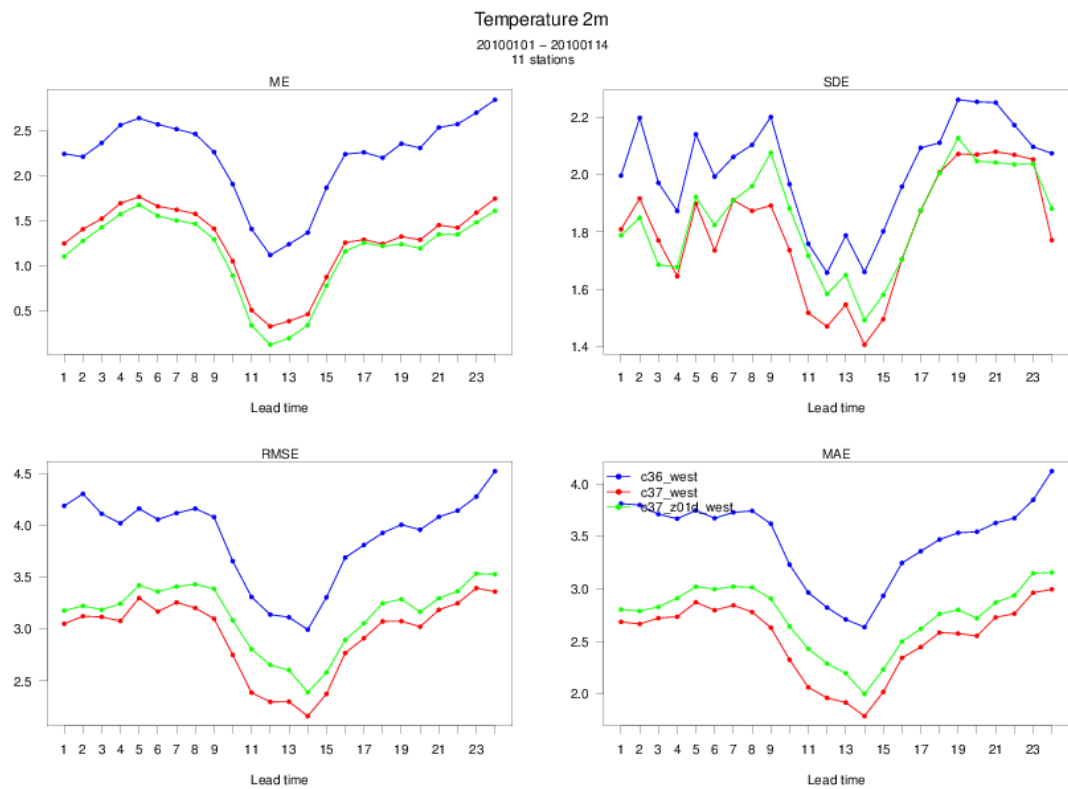 Temperature 2m
20100101 – 20100114
11 stations
ME
2.5
2.0
1.5
1.0
0.5
1 2 3 4 5 6 7 8 9 11 13 15 17 19 21 23
Lead time
SDE
2.2
2.0
1.8
1.6
1.4
1 2 3 4 5 6 7 8 9 11 13 15 17 19 21 23
Lead time
RMSE
4.5
4.0
3.5
3.0
2.5
1 2 3 4 5 6 7 8 9 11 13 15 17 19 21 23
Lead time
MAE
c36_west
c37_west
c37_z01d_west
4.0
3.5
3.0
2.5
2.0
1 2 3 4 5 6 7 8 9 11 13 15 17 19 21 23
Lead time